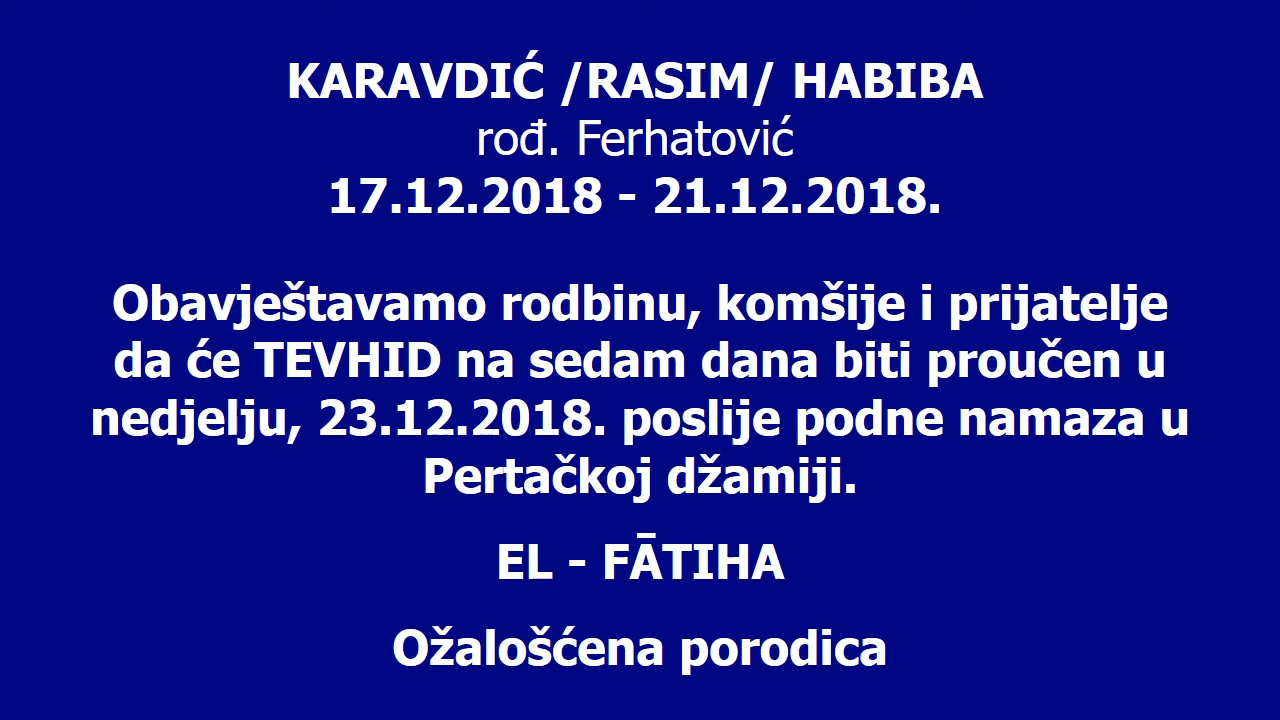 KARAVDIĆ /RASIM/ HABIBA
rođ. Ferhatović
17.12.2018 - 21.12.2018.
Obavještavamo rodbinu, komšije i prijatelje
da će TEVHID na sedam dana biti proučen u
nedjelju, 23.12.2018. poslije podne namaza u
Pertačkoj džamiji.
EL - FĀTIHA
Ožalošćena porodica